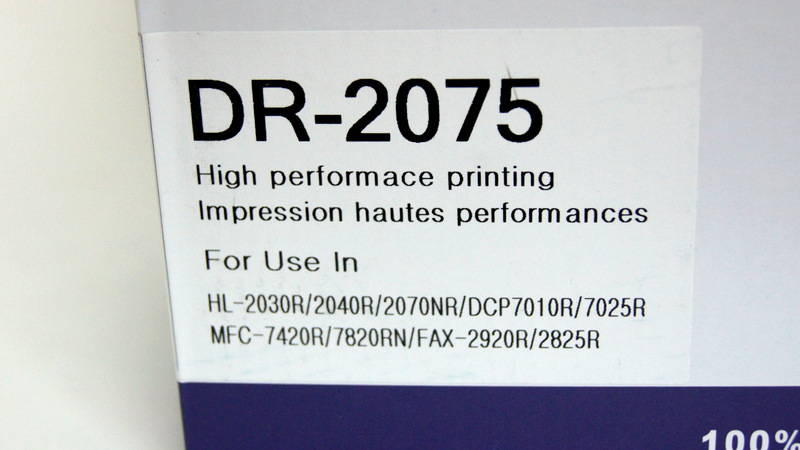 DR-2075
High performace printing
Impression hautes performances
For Use In
HL-2030R/2040R/2070NR/DCP7010R/7025R
MFC-7420R/7820RN/FAX-2920R/2825R
100%